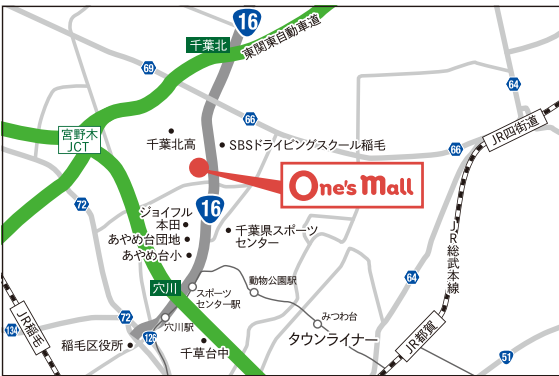 16
千葉北
東関東自動車道
69
64
66
宮野木
JCT
千葉北高
SBSドライビングスクール稲毛
66
JR四街道
One's Mall
72
ジョイフル
本田
16
あやめ台団地
千葉県スポーツ
センター
あやめ台小
JR総武本線
穴川
スポーツ
センター駅
動物公園駅
64
JR稲毛
134
72
126
穴川駅
みつわ台
タウンライナー
JR都賀
稲毛区役所
千草台中
51